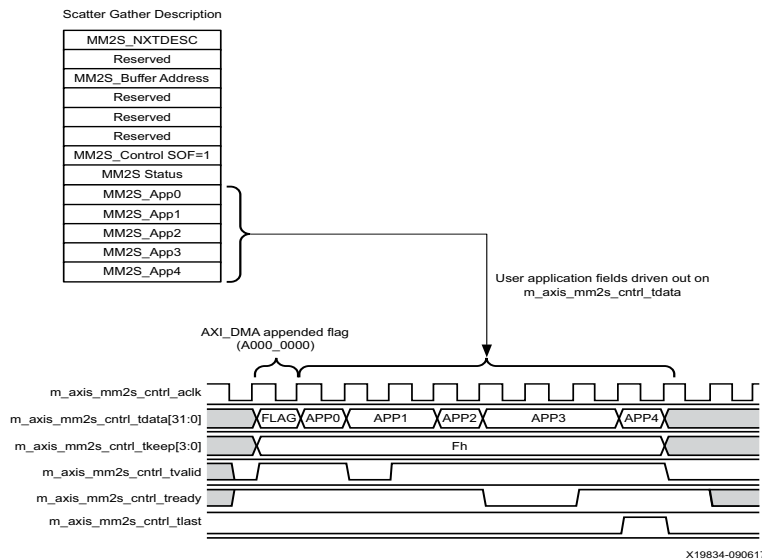 Scatter Gather Description
MM2S_NXTDESC
Reserved
MM2S_Buffer Address
Reserved
Reserved
Reserved
MM2S_Control SOF=1
MM2S Status
MM2S_App0
MM2S_App1
MM2S_App2
MM2S_App3
MM2S_App4
User application fields driven out on
m_axis_mm2s_cntrl_tdata
AXI_DMA appended flag
(A000_0000)
m_axis_mm2s_cntrl_aclk
m_axis_mm2s_cntrl_tdata[31:0] FLAG APP0 APP1 APP2 APP3 APP4
m_axis_mm2s_cntrl_tkeep[3:0] Fh
m_axis_mm2s_cntrl_tvalid
m_axis_mm2s_cntrl_tready
m_axis_mm2s_cntrl_tlast
X19834-090617